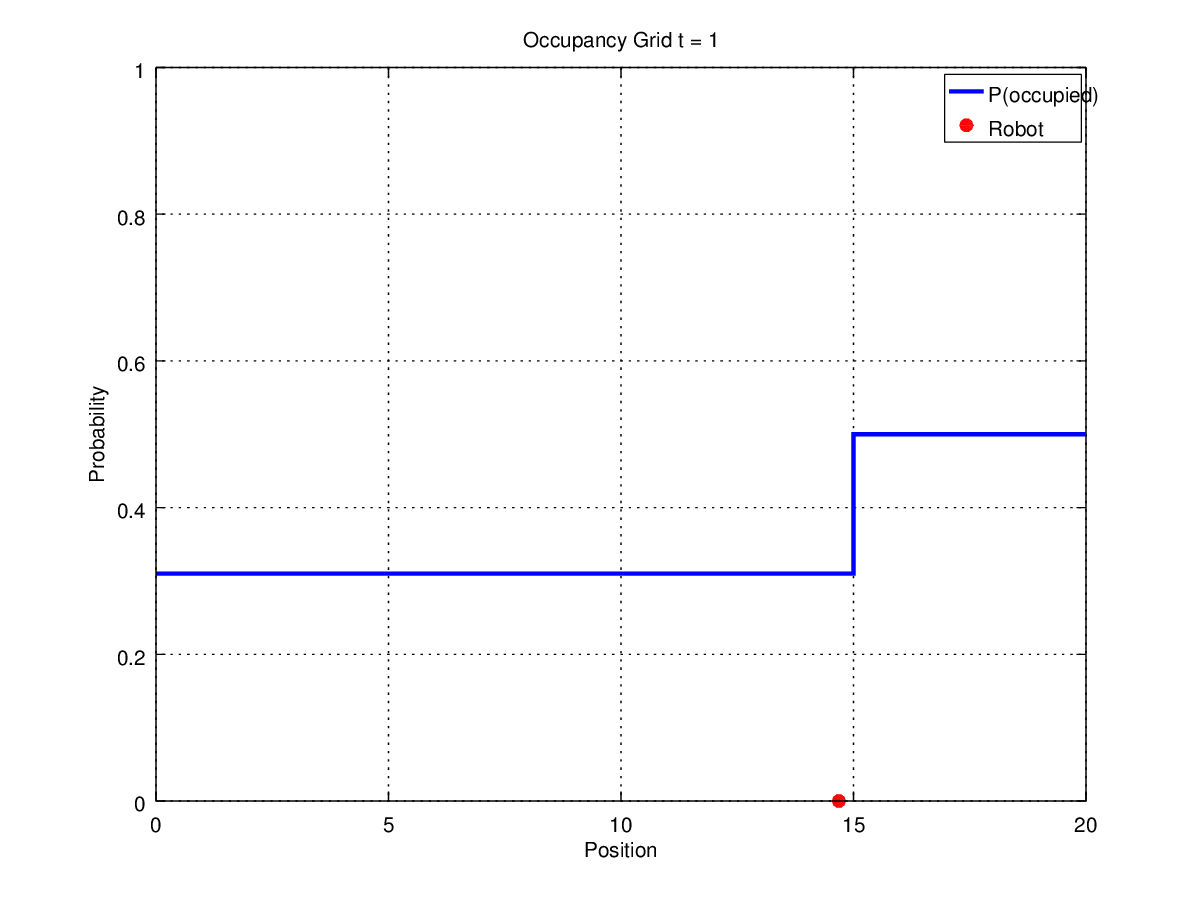 Occupancy Grid t = 1
P(occupied)
Robot
1
0.8
0.6
0.4
0.2
0
Probability
0 5 10 15 20
Position